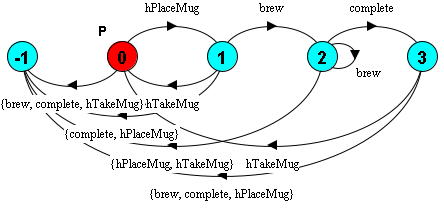 hPlaceMug brew complete
P
-1 0 1 2 3
brew
{brew, complete, hTakeMug} hTakeMug
{complete, hPlaceMug}
{hPlaceMug, hTakeMug} hTakeMug
{brew, complete, hPlaceMug}